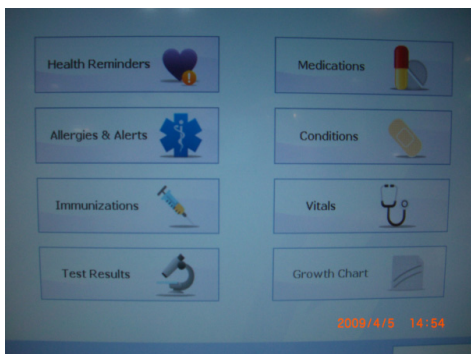 Health Reminders
Medications
Allergies & Alerts
Conditions
Immunizations
Vitals
Test Results
Growth Chart
2009/4/5 14:54